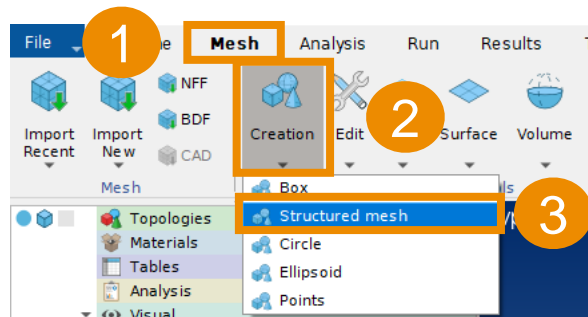 File 1 e Mesh Analysis Run Results
Import Recent
Import New
NFF
BDF
CAD
Creation
Edit
2
Surface
Volume
Mesh
ls
Box
Structured mesh
3
Circle
Ellipsoid
Points
Topologies
Materials
Tables
Analysis
Visual